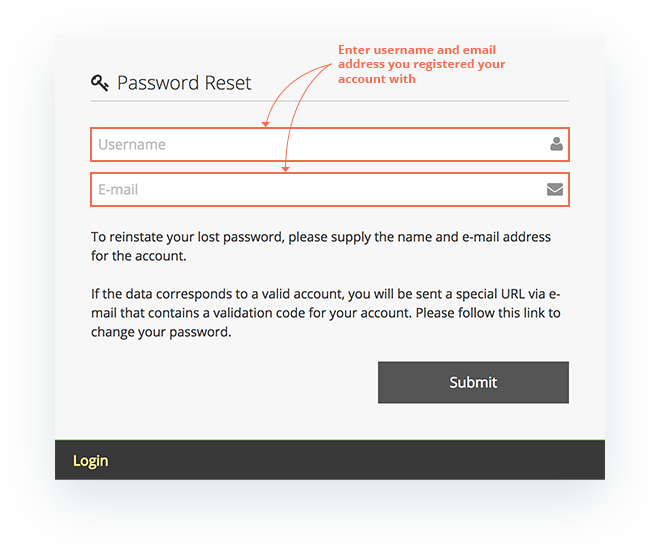 Enter username and email
address you registered your
account with
Password Reset
Username
E-mail
To reinstate your lost password, please supply the name and e-mail address
for the account.
If the data corresponds to a valid account, you will be sent a special URL via e-
mail that contains a validation code for your account. Please follow this link to
change your password.
Submit
Login